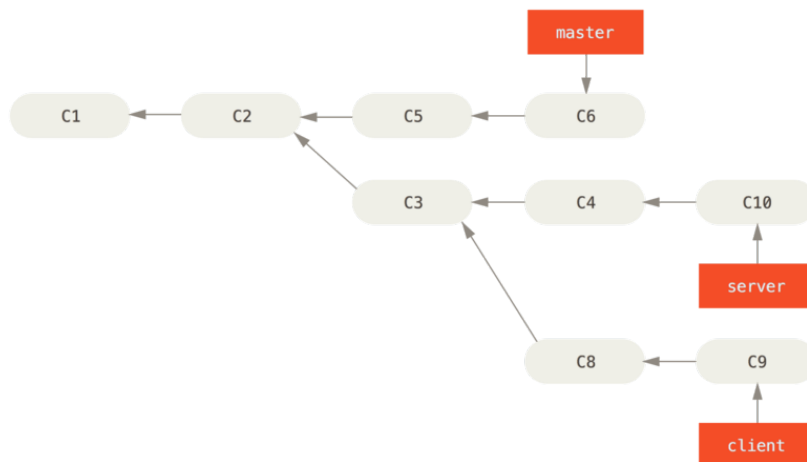 master
C1 C2 C5 C6
C3 C4 C10
server
C8 C9
client